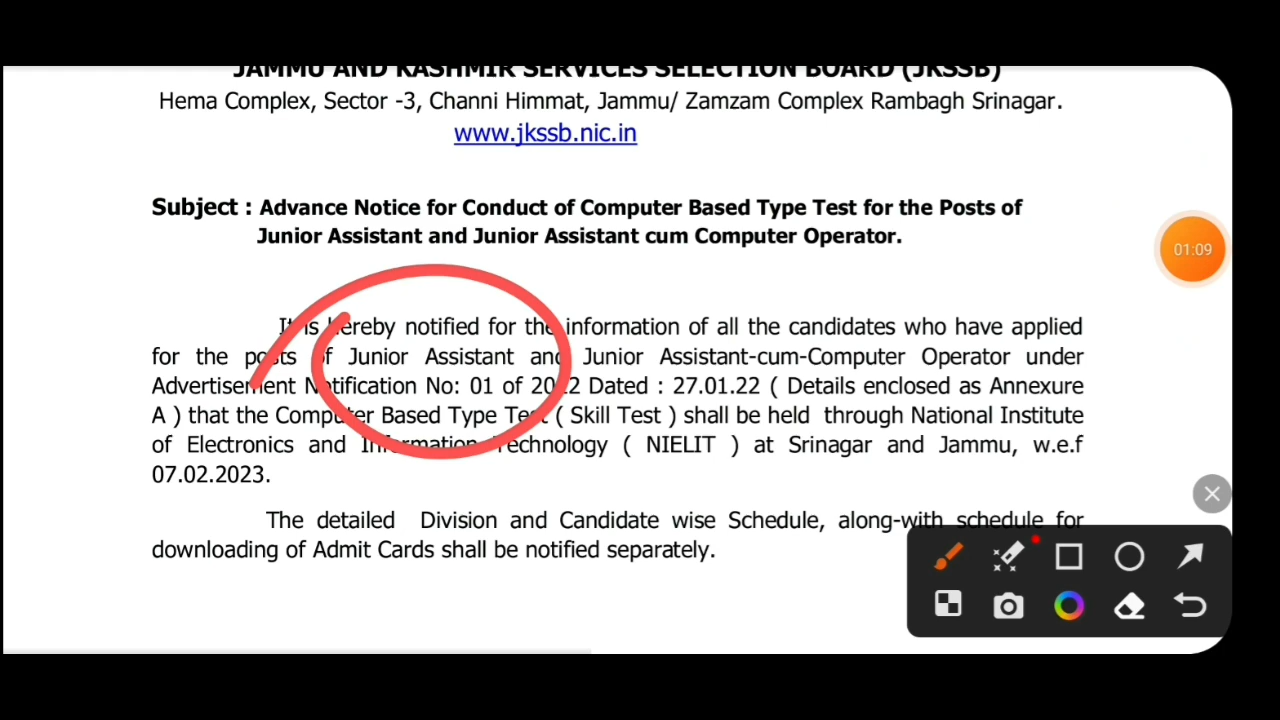 JAMMU AND KASHMIR SERVICES SELECTION BOARD (JKSSB)
Hema Complex, Sector -3, Channi Himmat, Jammu/ Zamzam Complex Rambagh Srinagar.
www.jkssb.nic.in
Subject : Advance Notice for Conduct of Computer Based Type Test for the Posts of
Junior Assistant and Junior Assistant cum Computer Operator.
01:09
It is hereby notified for the information of all the candidates who have applied
for the posts of Junior Assistant and Junior Assistant-cum-Computer Operator under
Advertisement Notification No: 01 of 2022 Dated : 27.01.22 ( Details enclosed as Annexure
A ) that the Computer Based Type Test ( Skill Test ) shall be held through National Institute
of Electronics and Information Technology ( NIELIT ) at Srinagar and Jammu, w.e.f
07.02.2023.
The detailed Division and Candidate wise Schedule, along-with schedule for
downloading of Admit Cards shall be notified separately.